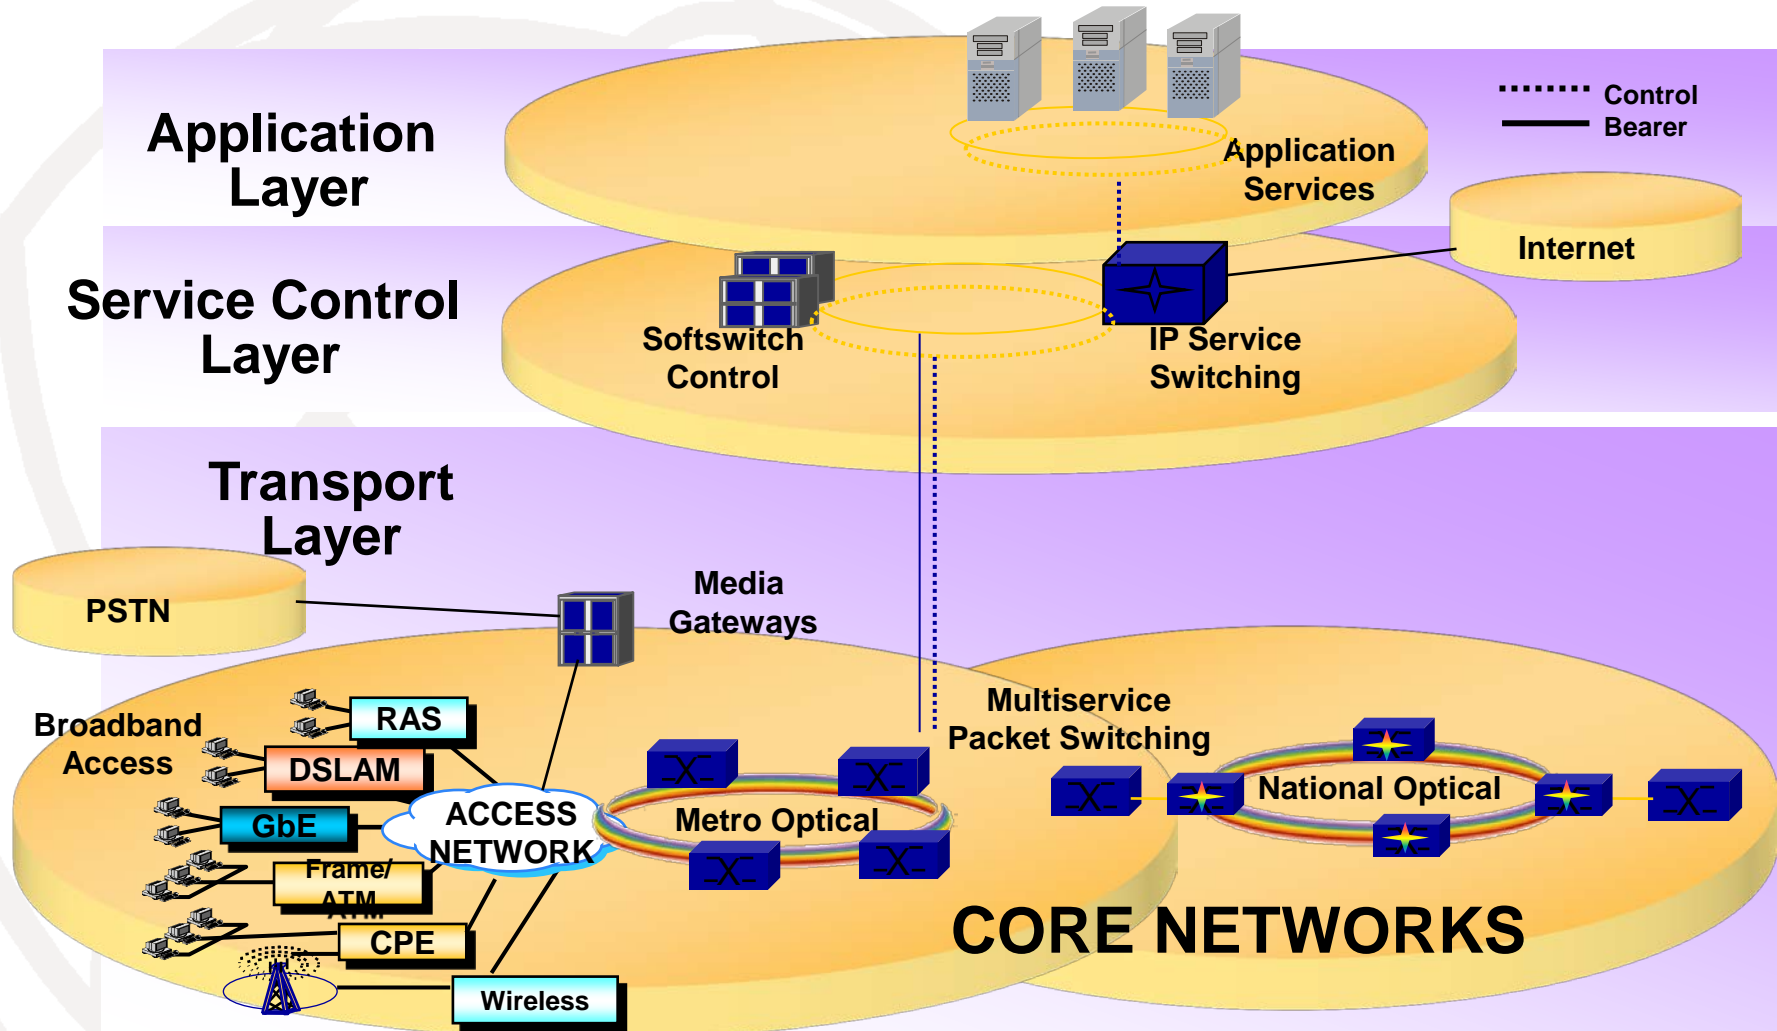 Application
Layer
Control
Bearer
Application
Services
Internet
Service Control
Layer
Softswitch
Control
IP Service
Switching
Transport
Layer
PSTN
Media
Gateways
Broadband
Access
RAS
DSLAM
GbE
Frame/
ATM
CPE
Wireless
ACCESS
NETWORK
Metro Optical
Multiservice
Packet Switching
National Optical
CORE NETWORKS